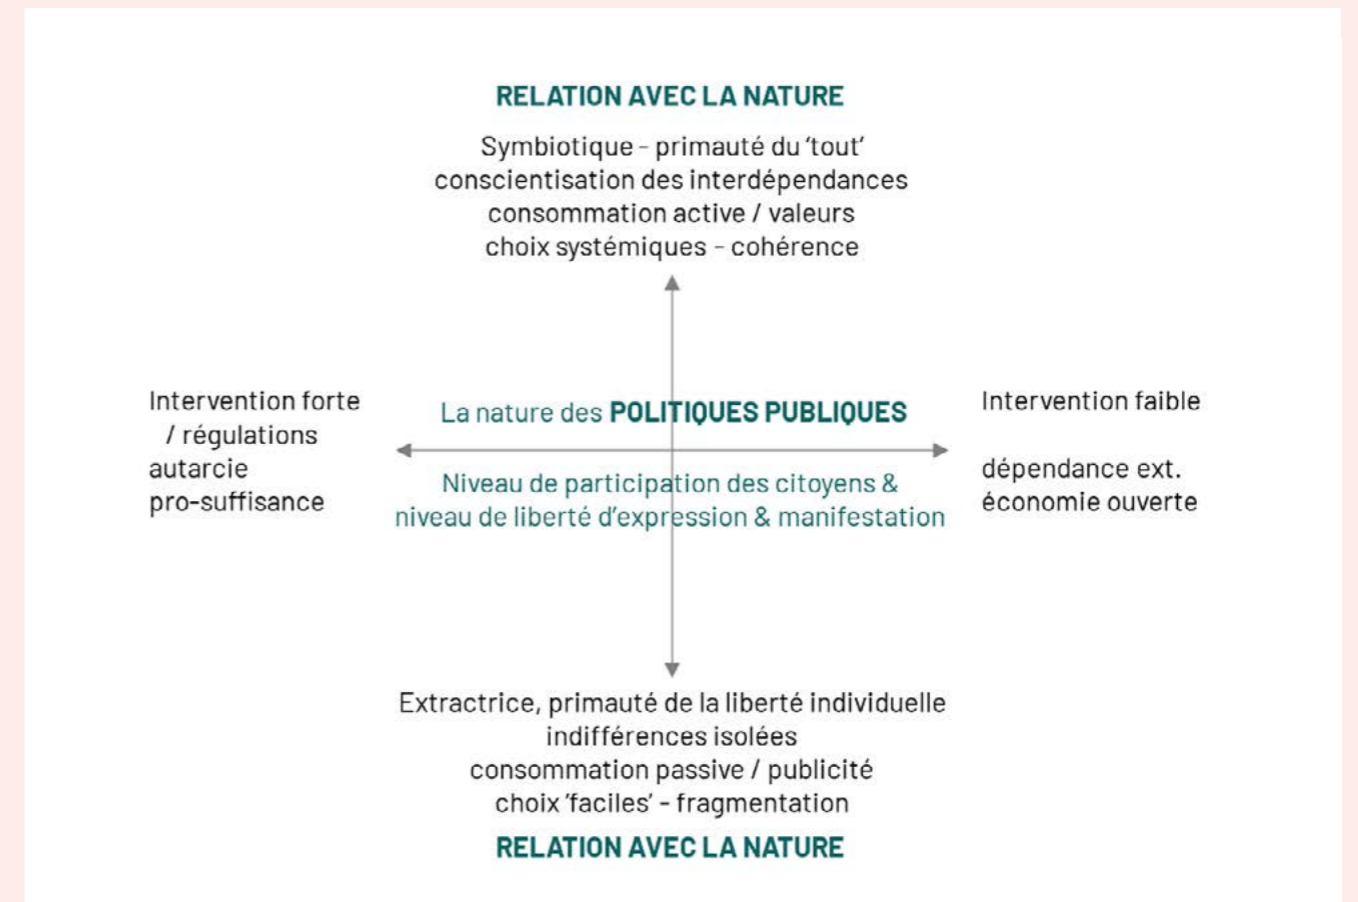 RELATION AVEC LA NATURE
Symbiotique - primauté du ‘tout’
conscientisation des interdépendances
consommation active / valeurs
choix systémiques - cohérence
Intervention forte
/ régulations
autarcie
pro-suffisance
La nature des POLITIQUES PUBLIQUES
Niveau de participation des citoyens &
niveau de liberté d’expression & manifestation
Intervention faible
dépendance ext.
économie ouverte
Extractrice, primauté de la liberté individuelle
indifférences isolées
consommation passive / publicité
choix ‘faciles’ - fragmentation
RELATION AVEC LA NATURE